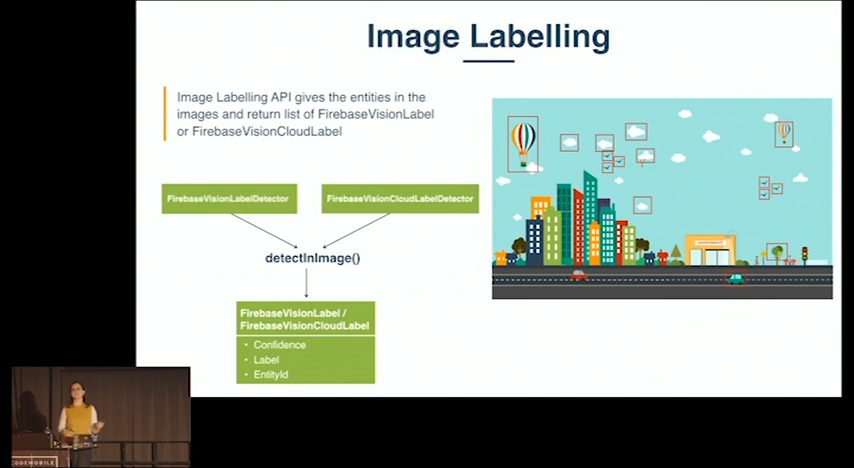 Image Labelling
Image Labelling API gives the entities in the
images and return list of FirebaseVisionLabel
or FirebaseVisionCloudLabel
FirebaseVisionLabelDetector
FirebaseVisionCloudLabelDetector
detectInImage()
FirebaseVisionLabel /
FirebaseVisionCloudLabel
• Confidence
• Label
• EntityId
CODEMOBILE